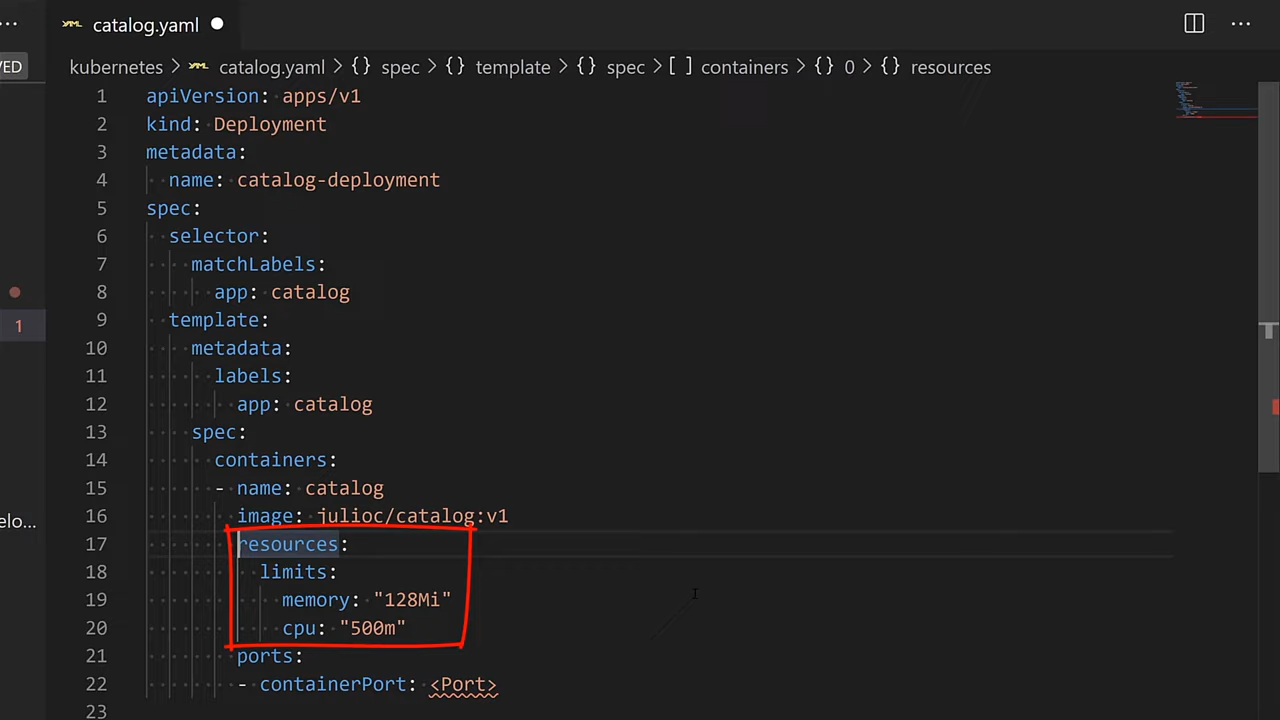 catalog.yaml
VED
kubernetes > catalog.yaml > {} spec > {} template > {} spec > [ ] containers > {} 0 > {} resources
1 apiVersion: apps/v1
2 kind: Deployment
3 metadata:
4   name: catalog-deployment
5 spec:
6   selector:
7     matchLabels:
8       app: catalog
9   template:
1
10     metadata:
11       labels:
12         app: catalog
13     spec:
14       containers:
15       - name: catalog
16         image: julioc/catalog:v1
elo...
17         resources:
18           limits:
19             memory: "128Mi"
20             cpu: "500m"
21         ports:
22         - containerPort: <Port>
23